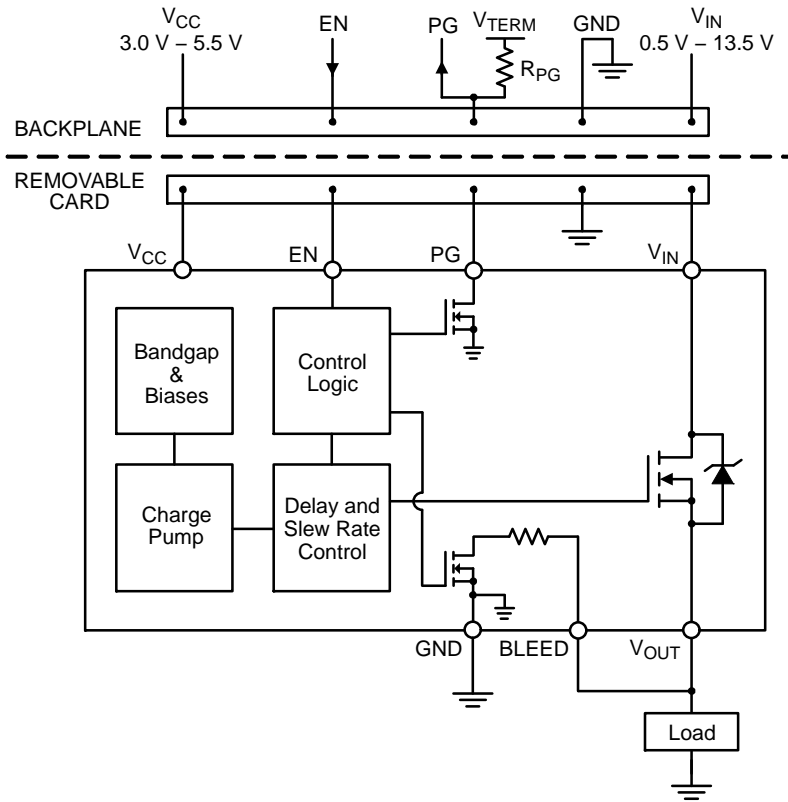 VCC
3.0 V – 5.5 V
EN
PG
VTERM
RPG
GND
VIN
0.5 V – 13.5 V
BACKPLANE
REMOVABLE
CARD
VCC
EN
PG
VIN
Bandgap
&
Biases
Control
Logic
Charge
Pump
Delay and
Slew Rate
Control
GND
BLEED
VOUT
Load